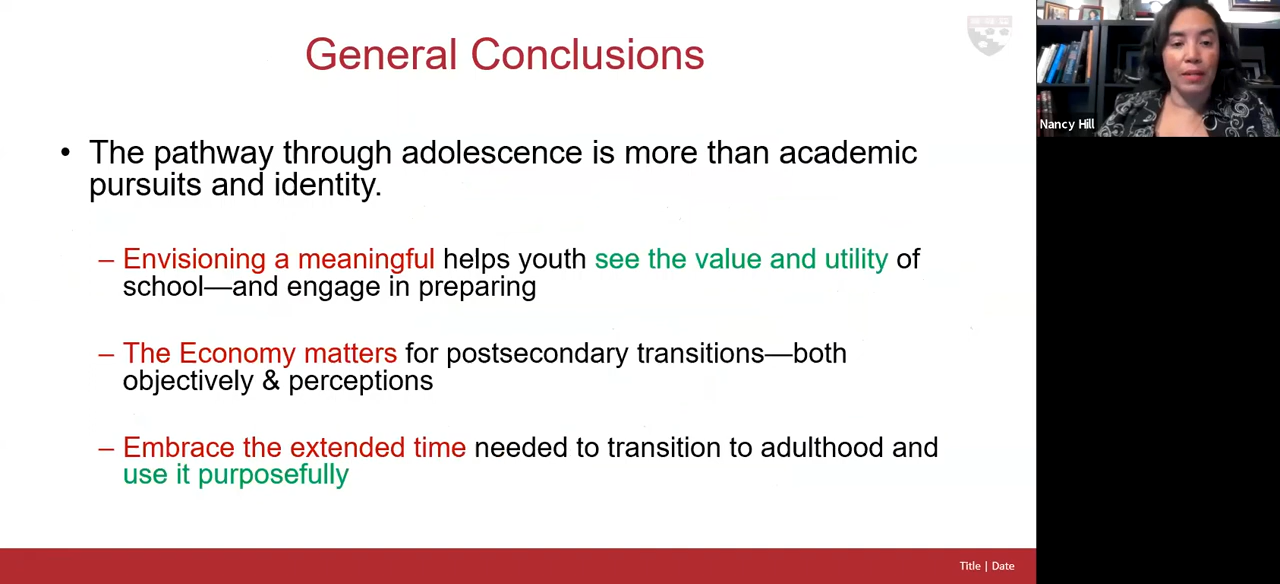 General Conclusions
• The pathway through adolescence is more than academic
pursuits and identity.
– Envisioning a meaningful helps youth see the value and utility of
school—and engage in preparing
– The Economy matters for postsecondary transitions—both
objectively & perceptions
– Embrace the extended time needed to transition to adulthood and
use it purposefully
Title | Date
Nancy Hill